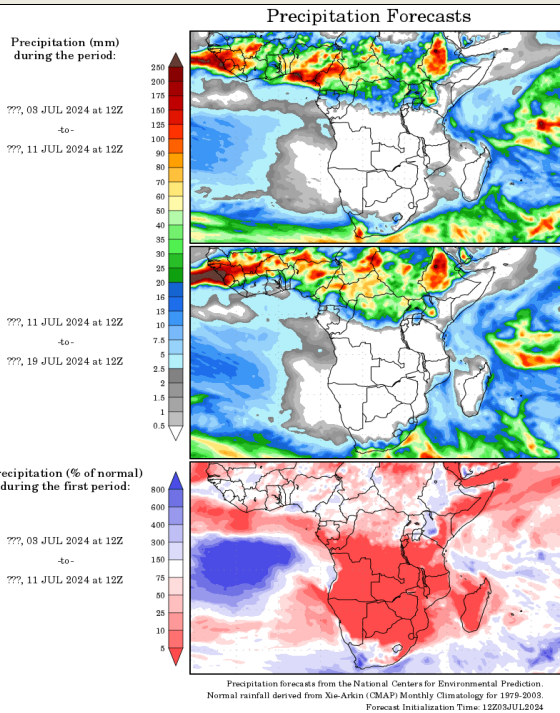 Precipitation Forecasts
Precipitation (mm)
during the period:
???, 03 JUL 2024 at 12Z
-to-
???, 11 JUL 2024 at 12Z
250
200
175
150
125
100
90
80
70
60
50
40
35
30
25
20
16
13
10
7.5
5
2.5
2
1.5
1
0.5
???, 11 JUL 2024 at 12Z
-to-
???, 19 JUL 2024 at 12Z
recipitation (% of normal)
during the first period:
???, 03 JUL 2024 at 12Z
-to-
???, 11 JUL 2024 at 12Z
800
600
400
300
150
75
50
25
10
5
Precipitation forecasts from the National Centers for Environmental Prediction.
Normal rainfall derived from Xie-Arkin (CMAP) Monthly Climatology for 1979-2003.
Forecast Initialization Time: 12Z03JUL2024